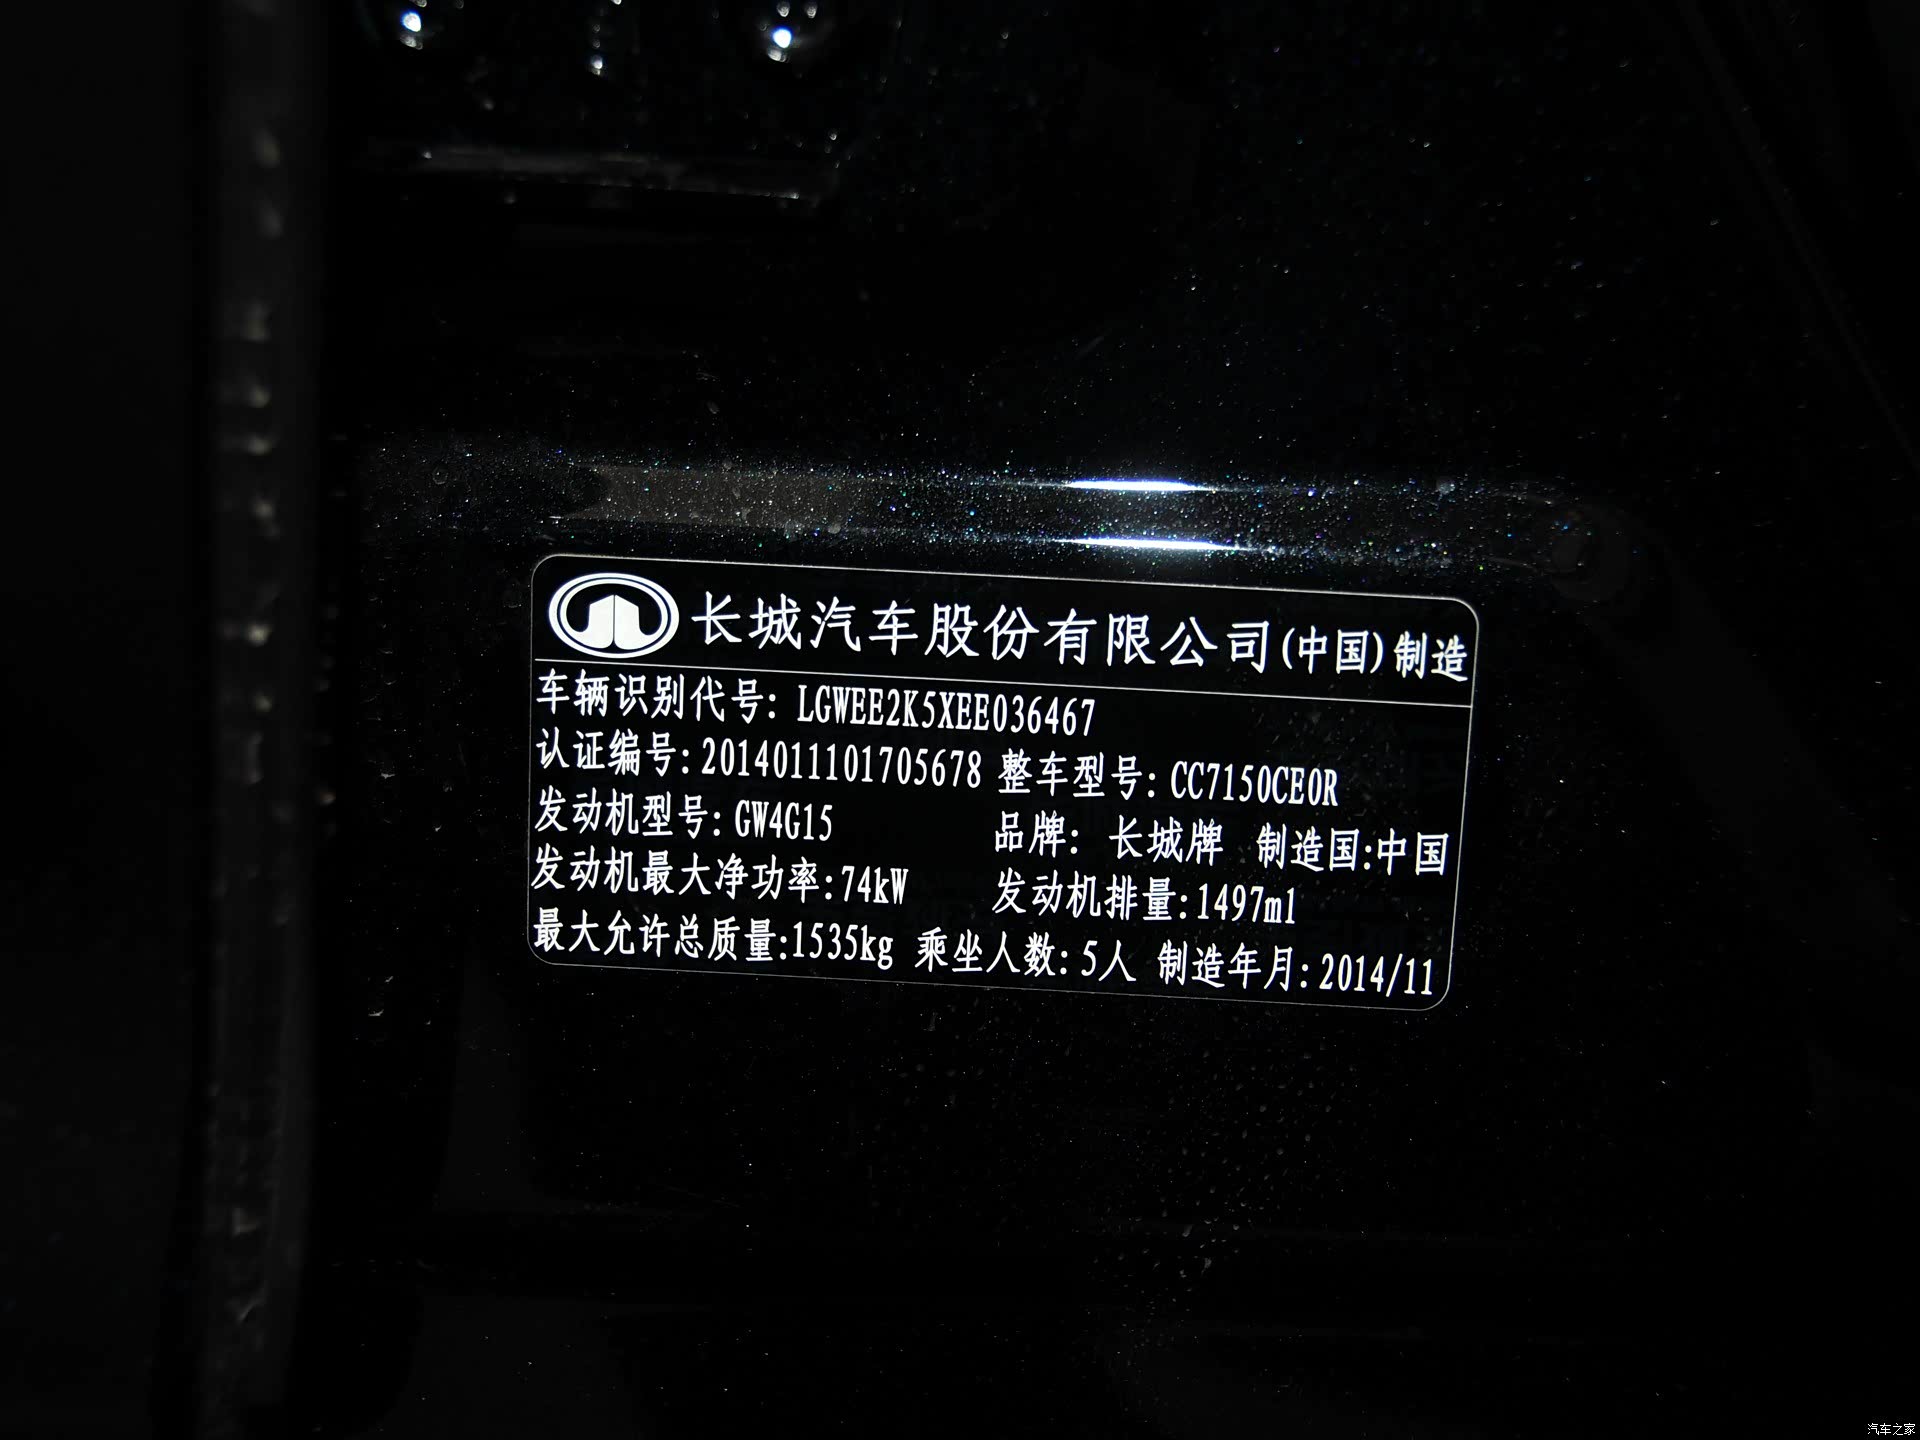 长城汽车股份有限公司(中国)制造
车辆识别代号: LGWEE2K5XEE036467
认证编号:2014011101705678 整车型号: CC7150CE0R
发动机型号: GW4G15 品牌: 长城牌 制造国:中国
发动机最大净功率:74kW 发动机排量:1497ml
最大允许总质量:1535kg 乘坐人数: 5人 制造年月: 2014/11
汽车之家